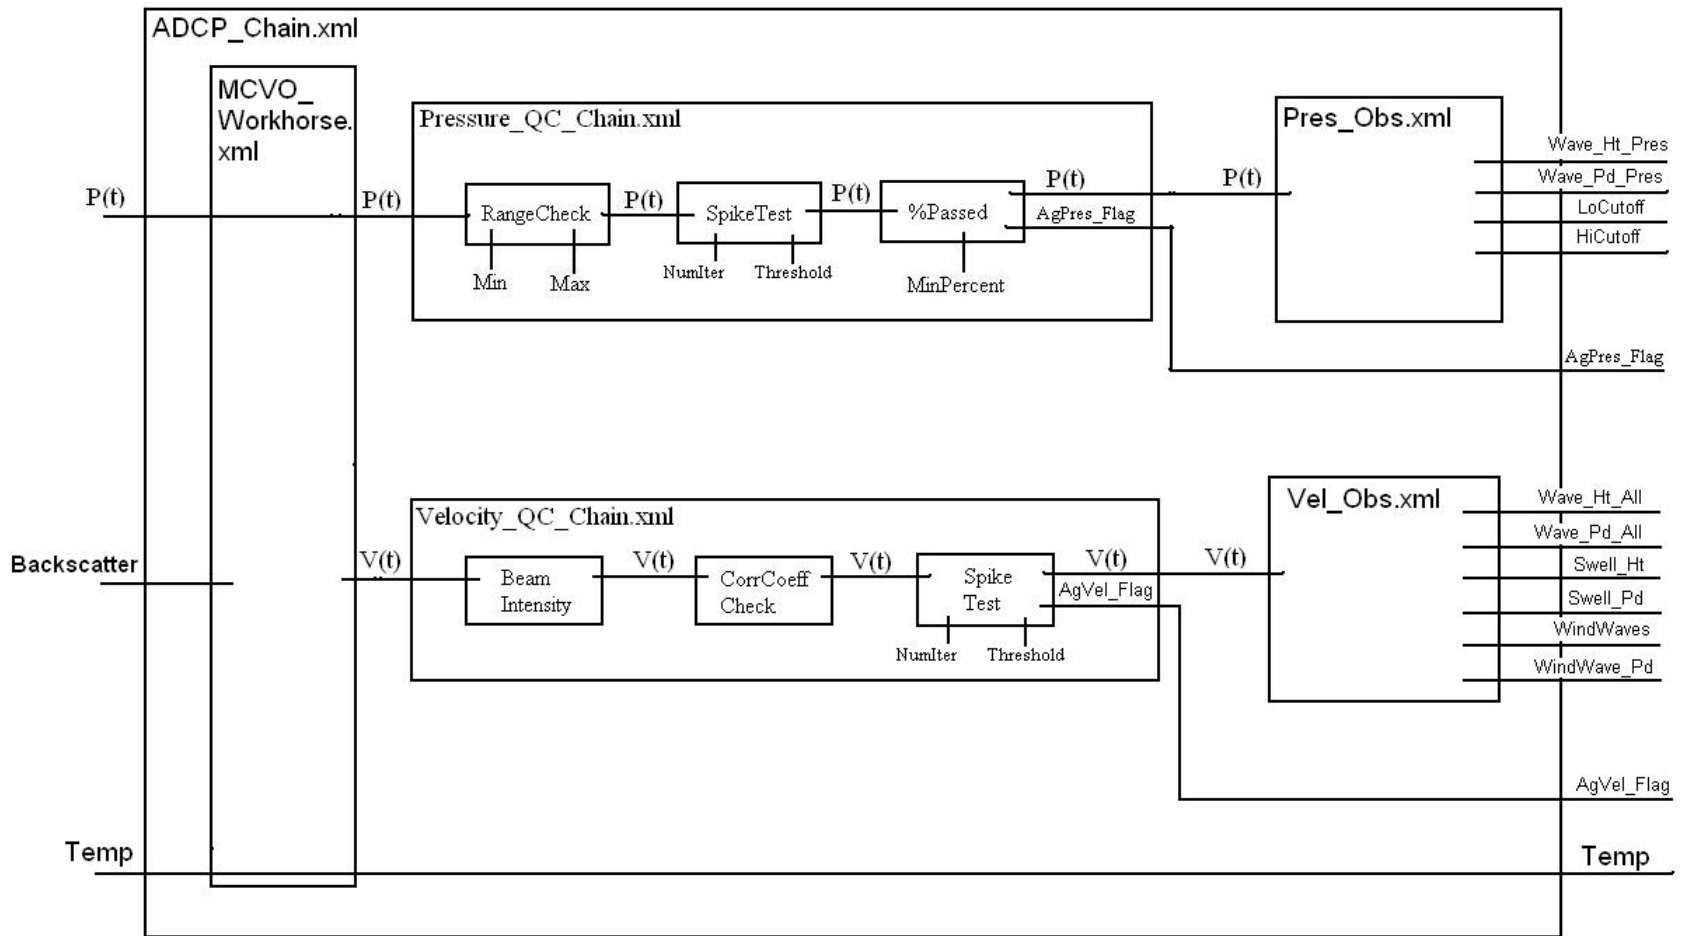 ADCP_Chain.xml
MCVO_
Workhorse.
xml
Pressure_QC_Chain.xml
Pres_Obs.xml
Wave_Ht_Pres
Wave_Pd_Pres
LoCutoff
HiCutoff
P(t)
P(t)
RangeCheck
Min
Max
P(t)
SpikeTest
NumIter
Threshold
P(t)
%Passed
MinPercent
P(t)
AgPres_Flag
P(t)
AgPres_Flag
Velocity_QC_Chain.xml
Vel_Obs.xml
Wave_Ht_All
Wave_Pd_All
Swell_Ht
Swell_Pd
WindWaves
WindWave_Pd
Backscatter
V(t)
Beam
Intensity
V(t)
CorrCoeff
Check
V(t)
Spike
Test
NumIter
Threshold
V(t)
AgVel_Flag
V(t)
AgVel_Flag
Temp
Temp